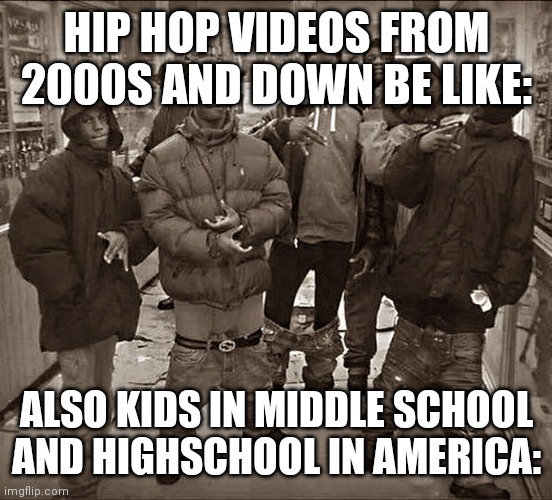 HIP HOP VIDEOS FROM
2000S AND DOWN BE LIKE:
ALSO KIDS IN MIDDLE SCHOOL
AND HIGHSCHOOL IN AMERICA:
imgflip.com